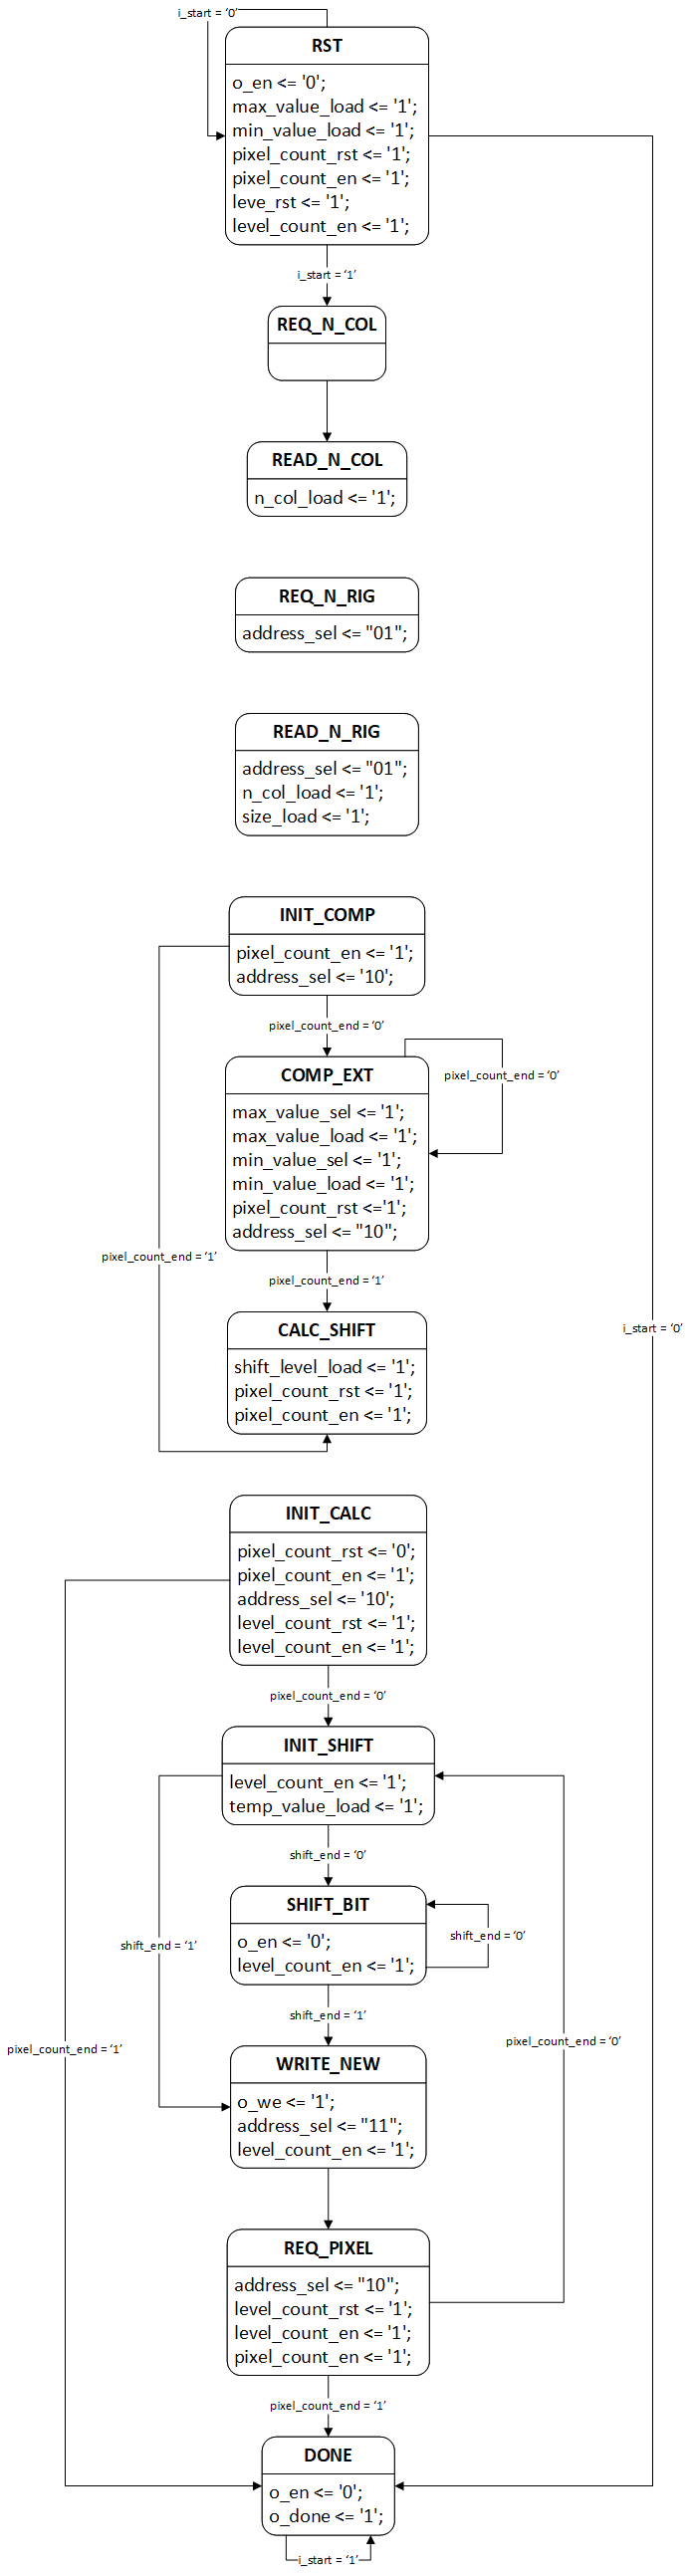 i_start = ‘0’
RST
o_en <= '0';
max_value_load <= '1';
min_value_load <= '1';
pixel_count_rst <= '1';
pixel_count_en <= '1';
leve_rst <= '1';
level_count_en <= '1';
i_start = ‘1’
REQ_N_COL
READ_N_COL
n_col_load <= '1';
REQ_N_RIG
address_sel <= "01";
READ_N_RIG
address_sel <= "01";
n_col_load <= '1';
size_load <= '1';
INIT_COMP
pixel_count_en <= '1';
address_sel <= '10';
pixel_count_end = ‘0’
COMP_EXT
pixel_count_end = ‘0’
max_value_sel <= '1';
max_value_load <= '1';
min_value_sel <= '1';
min_value_load <= '1';
pixel_count_rst <='1';
address_sel <= "10";
pixel_count_end = ‘1’
pixel_count_end = ‘1’
CALC_SHIFT
i_start = ‘0’
shift_level_load <= '1';
pixel_count_rst <= '1';
pixel_count_en <= '1';
INIT_CALC
pixel_count_rst <= '0';
pixel_count_en <= '1';
address_sel <= '10';
level_count_rst <= '1';
level_count_en <= '1';
pixel_count_end = ‘0’
INIT_SHIFT
level_count_en <= '1';
temp_value_load <= '1';
shift_end = ‘0’
SHIFT_BIT
o_en <= '0';
level_count_en <= '1';
shift_end = ‘0’
shift_end = ‘1’
shift_end = ‘1’
pixel_count_end = ‘1’
pixel_count_end = ‘0’
WRITE_NEW
o_we <= '1';
address_sel <= "11";
level_count_en <= '1';
REQ_PIXEL
address_sel <= "10";
level_count_rst <= '1';
level_count_en <= '1';
pixel_count_en <= '1';
pixel_count_end = ‘1’
DONE
o_en <= '0';
o_done <= '1';
i_start = ‘1’